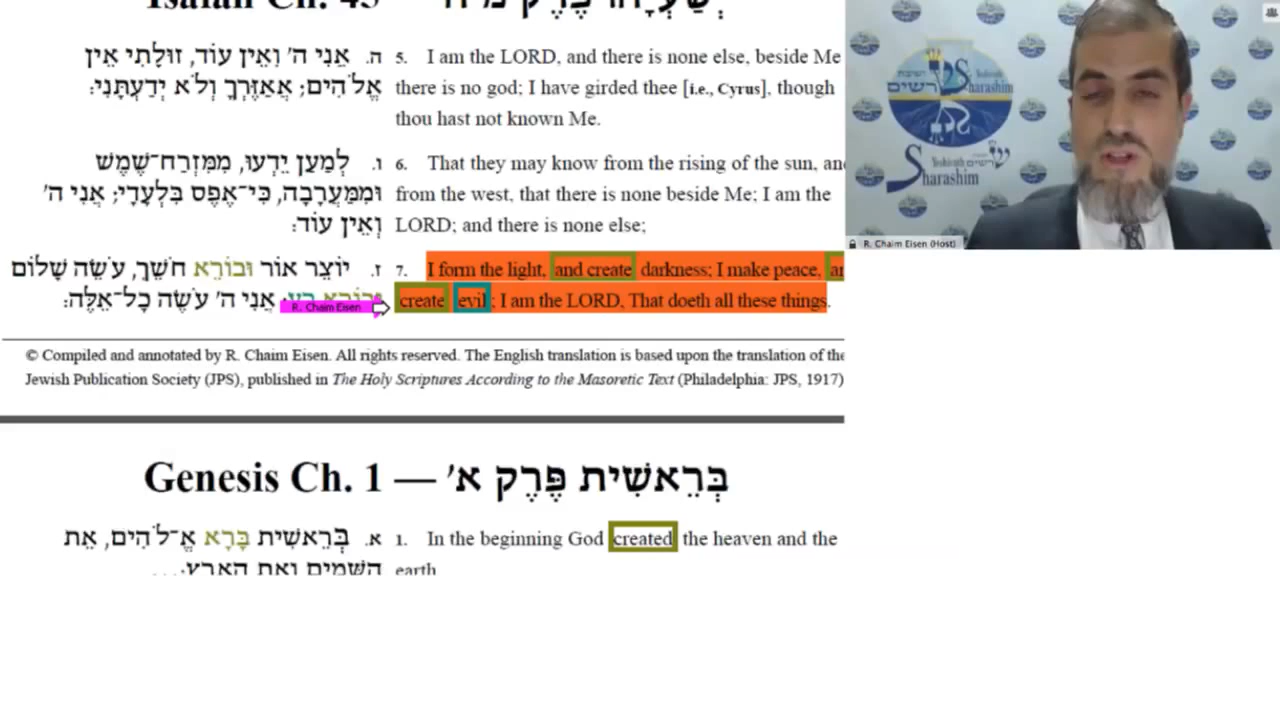 Isaiah Ch. 45 — יְשַׁעְיָהוּ פֶּרֶק מ״ה
ה. אֲנִי ה' וְאֵין עוֹד, זוּלָתִי אֵין
אֱלֹהִים; אֲאַזֶּרְךָ וְלֹא יְדַעְתָּנִי:
5. I am the LORD, and there is none else, beside Me
there is no god; I have girded thee [i.e., Cyrus], though
thou hast not known Me.
ו. לְמַעַן יֵדְעוּ, מִמִּזְרַח־שֶׁמֶשׁ
וּמִמַּעֲרָבָה, כִּי־אֶפֶס בִּלְעָדָי; אֲנִי ה'
וְאֵין עוֹד:
6. That they may know from the rising of the sun, and
from the west, that there is none beside Me; I am the
LORD; and there is none else;
ז. יוֹצֵר אוֹר וּבוֹרֵא חֹשֶׁךְ, עֹשֶׂה שָׁלוֹם
אֲנִי ה' עֹשֶׂה כָל־אֵלֶּה:
7. I form the light, and create darkness; I make peace,
create evil; I am the LORD, That doeth all these things.
R. Chaim Eisen
© Compiled and annotated by R. Chaim Eisen. All rights reserved. The English translation is based upon the translation of the
Jewish Publication Society (JPS), published in The Holy Scriptures According to the Masoretic Text (Philadelphia: JPS, 1917)
Genesis Ch. 1 — בְּרֵאשִׁית פֶּרֶק א'
א. בְּרֵאשִׁית בָּרָא אֱ־לֹהִים, אֵת
הַשָּׁמַיִם וְאֵת הָאָרֶץ....
1. In the beginning God created the heaven and the
earth
ישיבת
שרשים
Yeshivath
Sharashim
R. Chaim Eisen (Host)